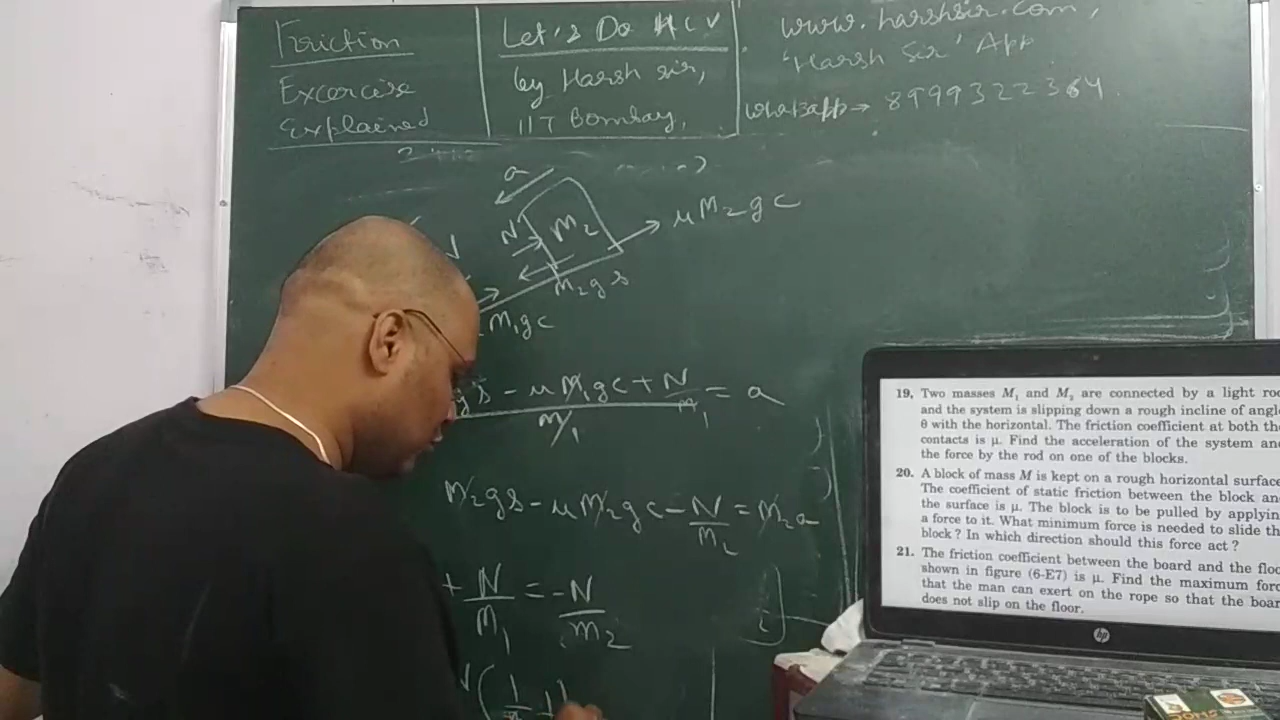 Friction
Excercise
Explained
Let's Do HCV
by Harsh sir,
IIT Bombay,
www.harshsir.com,
'Harsh Sir' App
whatsapp → 8999322364
a
N
M2
μM2gc
M2gs
M1gc
gs - μM1gc + N/m1 = a
m1
m2gs - μM2gc - N/m2 = m2a
+ N/m1 = -N/m2
19. Two masses M1 and M2 are connected by a light rod
and the system is slipping down a rough incline of angle
θ with the horizontal. The friction coefficient at both the
contacts is μ. Find the acceleration of the system and
the force by the rod on one of the blocks.
20. A block of mass M is kept on a rough horizontal surface
The coefficient of static friction between the block an
the surface is μ. The block is to be pulled by applyin
a force to it. What minimum force is needed to slide th
block ? In which direction should this force act ?
21. The friction coefficient between the board and the floo
shown in figure (6-E7) is μ. Find the maximum forc
that the man can exert on the rope so that the boar
does not slip on the floor.
hp